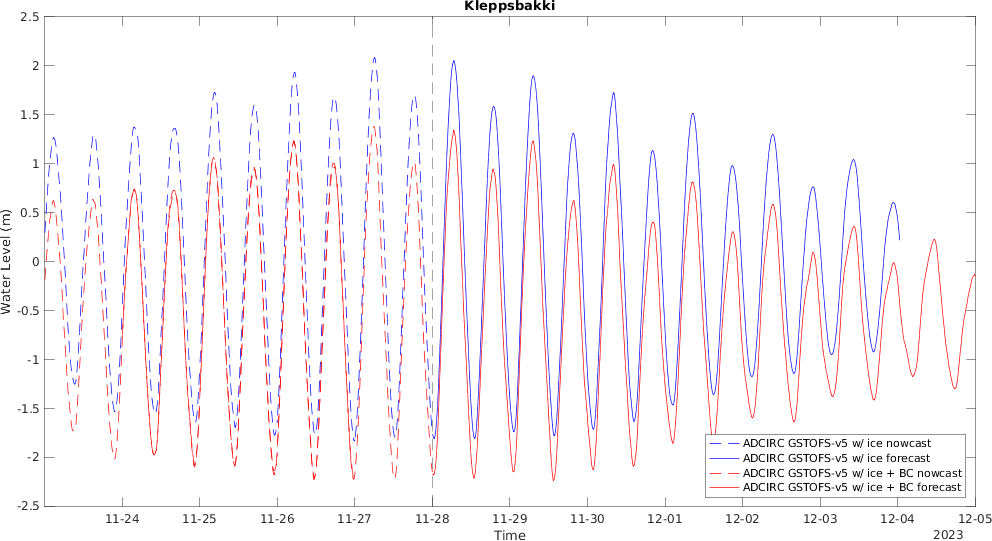 Kleppsbakki
2.5
2
1.5
1
0.5
0
-0.5
-1
-1.5
-2
-2.5
Water Level (m)
11-24 11-25 11-26 11-27 11-28 11-29 11-30 12-01 12-02 12-03 12-04 12-05
2023
Time
ADCIRC GSTOFS-v5 w/ ice nowcast
ADCIRC GSTOFS-v5 w/ ice forecast
ADCIRC GSTOFS-v5 w/ ice + BC nowcast
ADCIRC GSTOFS-v5 w/ ice + BC forecast